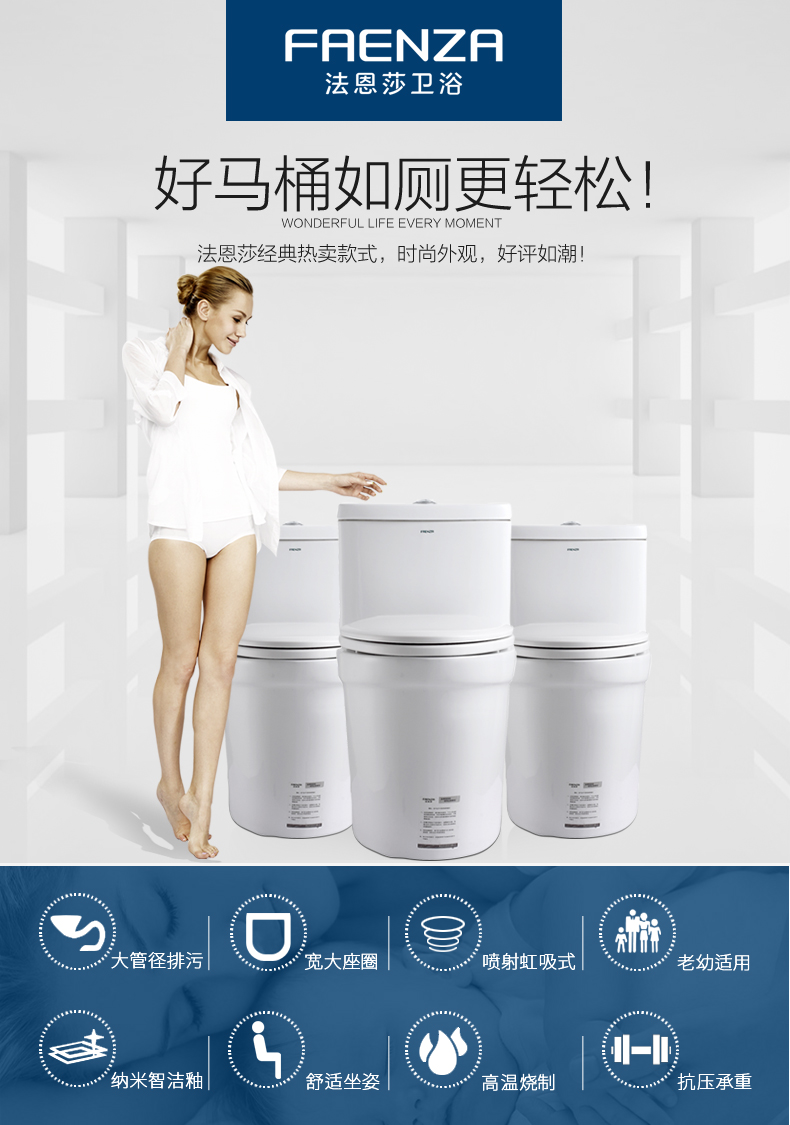 FAENZA
法恩莎卫浴
好马桶如厕更轻松!
WONDERFUL LIFE EVERY MOMENT
法恩莎经典热卖款式，时尚外观，好评如潮!
FAENZA
FAENZA
FAENZA
大管径排污
宽大座圈
喷射虹吸式
老幼适用
纳米智洁釉
舒适坐姿
高温烧制
抗压承重